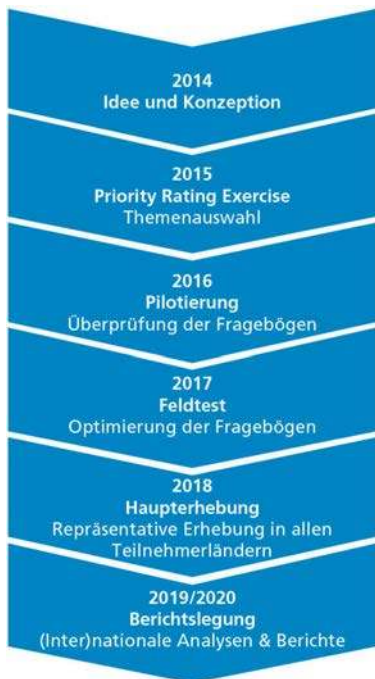 2014
Idee und Konzeption
2015
Priority Rating Exercise
Themenauswahl
2016
Pilotierung
Überprüfung der Fragebögen
2017
Feldtest
Optimierung der Fragebögen
2018
Haupterhebung
Repräsentative Erhebung in allen
Teilnehmerländern
2019/2020
Berichtslegung
(Inter)nationale Analysen & Berichte